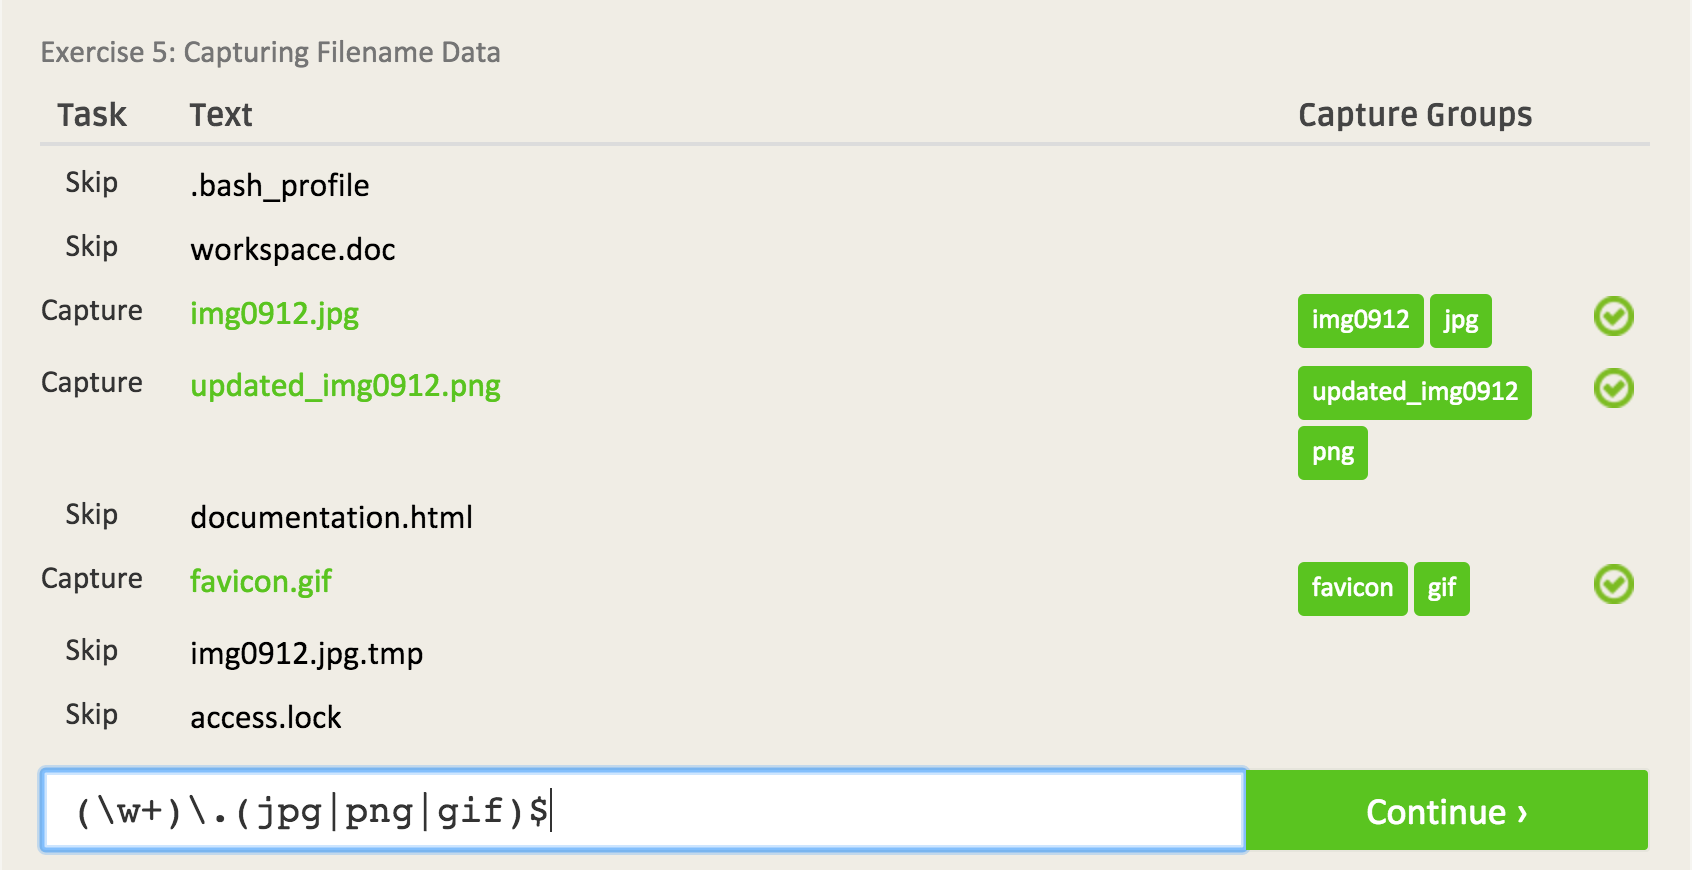 Exercise 5: Capturing Filename Data
Task Text Capture Groups
Skip .bash_profile
Skip workspace.doc
Capture img0912.jpg img0912 jpg
Capture updated_img0912.png updated_img0912
png
Skip documentation.html
Capture favicon.gif favicon gif
Skip img0912.jpg.tmp
Skip access.lock
(\w+)\.(jpg|png|gif)$ Continue ›